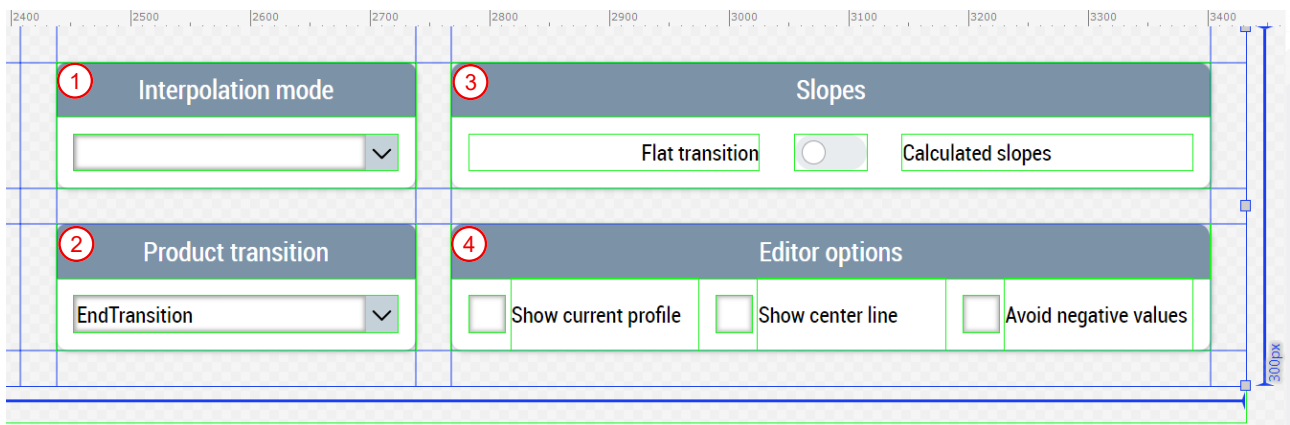 2400 2500 2600 2700 2800 2900 3000 3100 3200 3300 3400
1 Interpolation mode
3 Slopes
Flat transition Calculated slopes
2 Product transition
4 Editor options
EndTransition
Show current profile Show center line Avoid negative values
300px